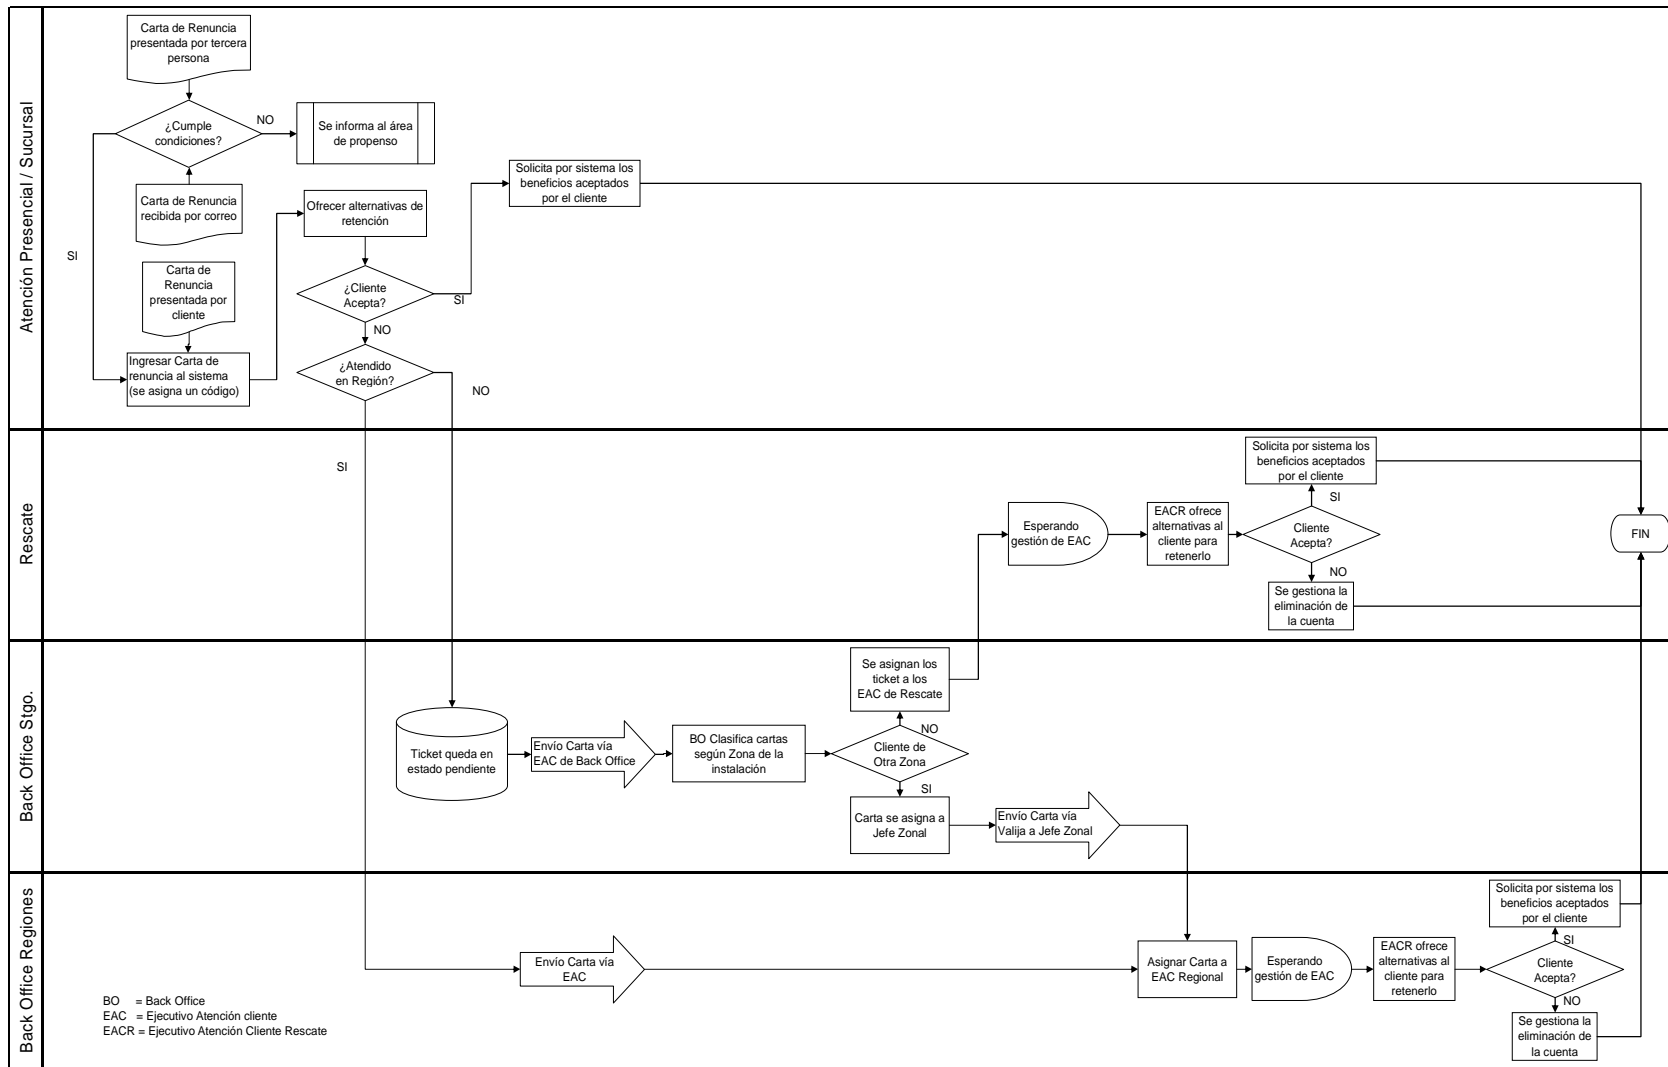 Atención Presencial / Sucursal
Carta de Renuncia
presentada por tercera
persona
¿Cumple
condiciones?
NO
Se informa al área
de propenso
Carta de Renuncia
recibida por correo
SI
Carta de
Renuncia
presentada por
cliente
Ingresar Carta de
renuncia al sistema
(se asigna un código)
Ofrecer alternativas de
retención
¿Cliente
Acepta?
SI
NO
¿Atendido
en Región?
NO
SI
Solicita por sistema los
beneficios aceptados
por el cliente
Rescate
Esperando
gestión de EAC
EACR ofrece
alternativas al
cliente para
retenerlo
Cliente
Acepta?
SI
Solicita por sistema los
beneficios aceptados
por el cliente
NO
Se gestiona la
eliminación de
la cuenta
FIN
Back Office Stgo.
Ticket queda en
estado pendiente
Envío Carta vía
EAC de Back Office
BO Clasifica cartas
según Zona de la
instalación
Cliente de
Otra Zona
NO
Se asignan los
ticket a los
EAC de Rescate
SI
Carta se asigna a
Jefe Zonal
Envío Carta vía
Valija a Jefe Zonal
Back Office Regiones
Envío Carta vía
EAC
Asignar Carta a
EAC Regional
Esperando
gestión de EAC
EACR ofrece
alternativas al
cliente para
retenerlo
Cliente
Acepta?
SI
Solicita por sistema los
beneficios aceptados
por el cliente
NO
Se gestiona la
eliminación de
la cuenta
BO = Back Office
EAC = Ejecutivo Atención cliente
EACR = Ejecutivo Atención Cliente Rescate